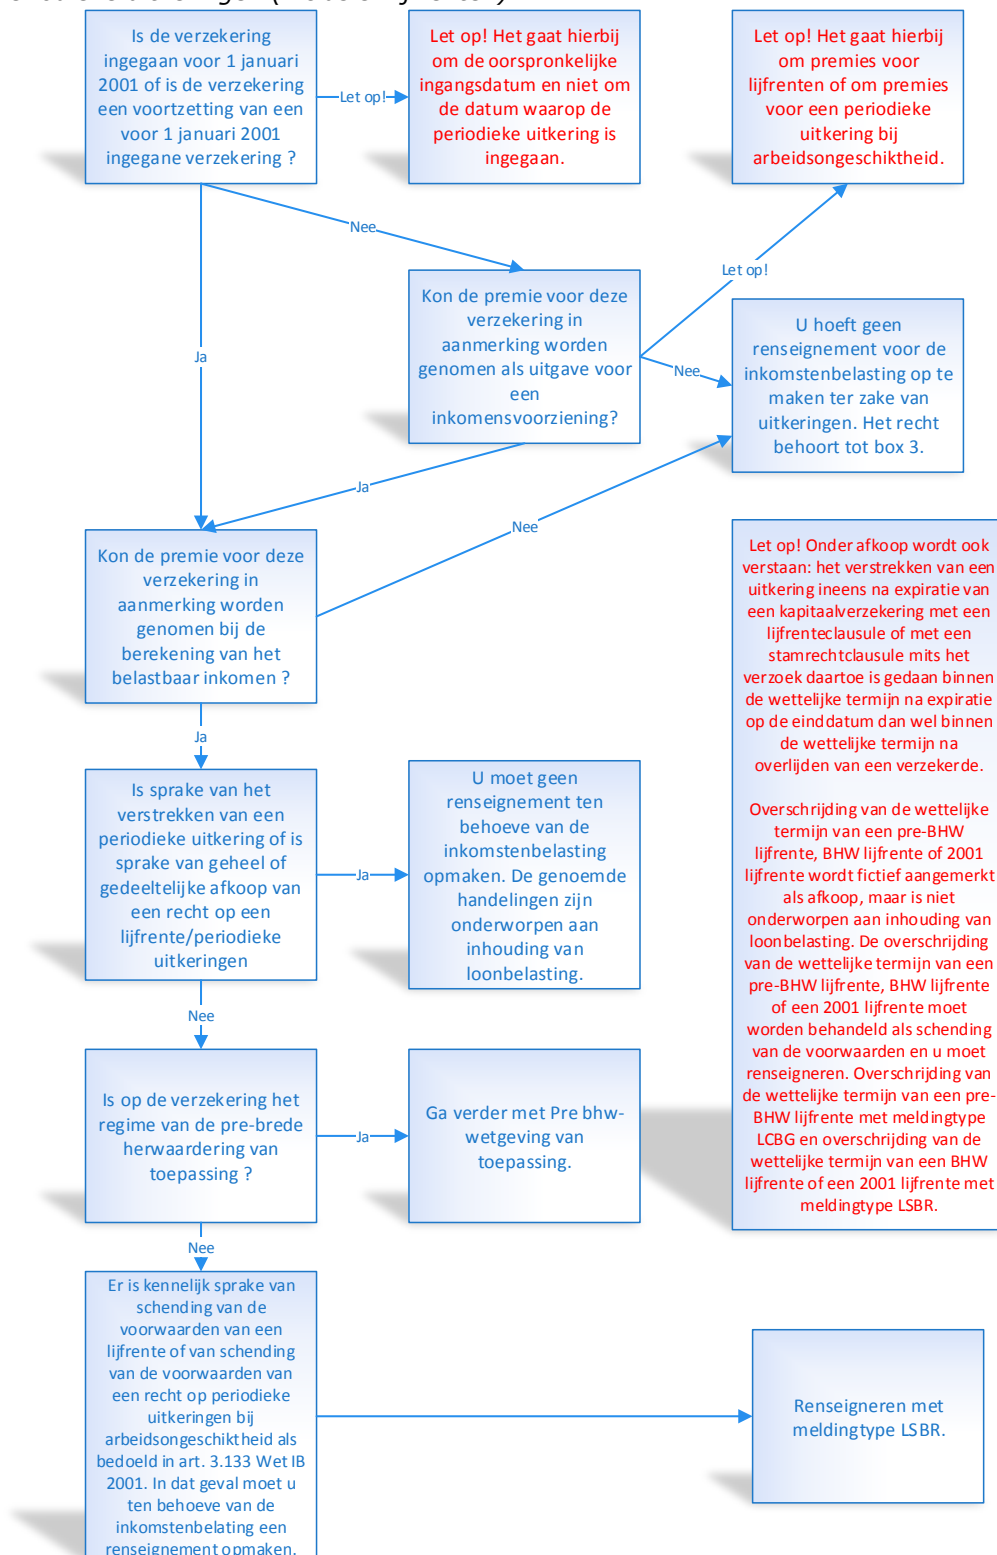 Is de verzekering
ingegaan voor 1 januari
2001 of is de verzekering
een voortzetting van een
voor 1 januari 2001
ingegane verzekering ?
Let op!
Let op! Het gaat hierbij
om de oorspronkelijke
ingangsdatum en niet om
de datum waarop de
periodieke uitkering is
ingegaan.
Let op! Het gaat hierbij
om premies voor
lijfrenten of om premies
voor een periodieke
uitkering bij
arbeidsongeschiktheid.
Nee
Let op!
Kon de premie voor deze
verzekering in
aanmerking worden
genomen als uitgave voor
een
inkomensvoorziening?
Ja
Nee
U hoeft geen
renseignement voor de
inkomstenbelasting op te
maken ter zake van
uitkeringen. Het recht
behoort tot box 3.
Ja
Nee
Kon de premie voor deze
verzekering in
aanmerking worden
genomen bij de
berekening van het
belastbaar inkomen ?
Let op! Onder afkoop wordt ook
verstaan: het verstrekken van een
uitkering ineens na expiratie van
een kapitaalverzekering met een
lijfrenteclausule of met een
stamrechtclausule mits het
verzoek daartoe is gedaan binnen
de wettelijke termijn na expiratie
op de einddatum dan wel binnen
de wettelijke termijn na
overlijden van een verzekerde.
Overschrijding van de wettelijke
termijn van een pre-BHW
lijfrente, BHW lijfrente of 2001
lijfrente wordt fictief aangemerkt
als afkoop, maar is niet
onderworpen aan inhouding van
loonbelasting. De overschrijding
van de wettelijke termijn van een
pre-BHW lijfrente, BHW lijfrente
of een 2001 lijfrente moet
worden behandeld als schending
van de voorwaarden en u moet
renseigneren. Overschrijding van
de wettelijke termijn van een pre-
BHW lijfrente met meldingtype
LCBG en overschrijding van de
wettelijke termijn van een BHW
lijfrente of een 2001 lijfrente met
meldingtype LSBR.
Ja
Is sprake van het
verstrekken van een
periodieke uitkering of is
sprake van geheel of
gedeeltelijke afkoop van
een recht op een
lijfrente/periodieke
uitkeringen
Ja
U moet geen
renseignement ten
behoeve van de
inkomstenbelasting
opmaken. De genoemde
handelingen zijn
onderworpen aan
inhouding van
loonbelasting.
Nee
Is op de verzekering het
regime van de pre-brede
herwaardering van
toepassing ?
Ja
Ga verder met Pre bhw-
wetgeving van
toepassing.
Nee
Er is kennelijk sprake van
schending van de
voorwaarden van een
lijfrente of van schending
van de voorwaarden van
een recht op periodieke
uitkeringen bij
arbeidsongeschiktheid als
bedoeld in art. 3.133 Wet IB
2001. In dat geval moet u
ten behoeve van de
inkomstenbelating een
renseignement opmaken.
Renseigneren met
meldingtype LSBR.